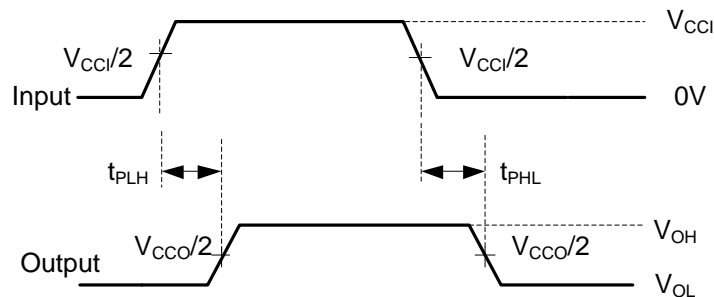 V_CCI
V_CCI/2 V_CCI/2
Input 0V
t_PLH t_PHL
V_CCO/2 V_CCO/2 V_OH
Output V_OL